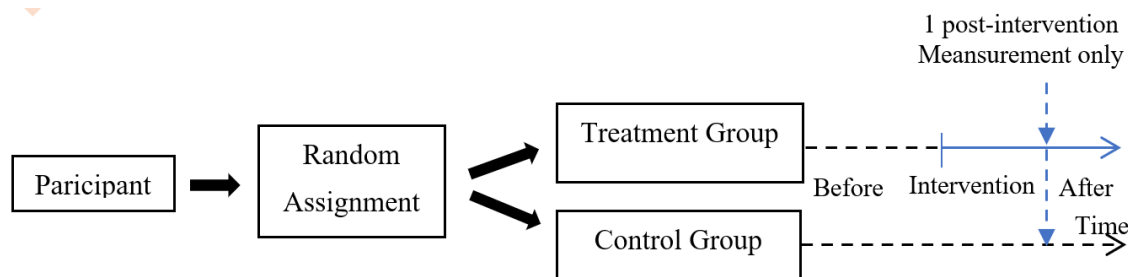 1 post-intervention
Meansurement only
Paricipant
Random
Assignment
Treatment Group
Control Group
Before
Intervention
After
Time